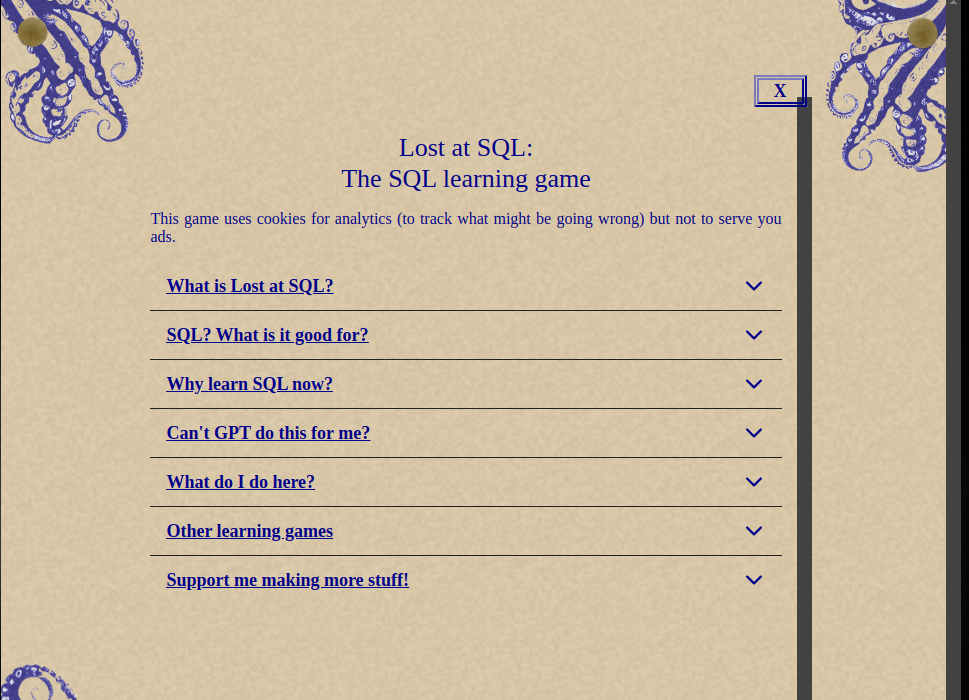 X
Lost at SQL:
The SQL learning game
This game uses cookies for analytics (to track what might be going wrong) but not to serve you
ads.
What is Lost at SQL?
SQL? What is it good for?
Why learn SQL now?
Can't GPT do this for me?
What do I do here?
Other learning games
Support me making more stuff!